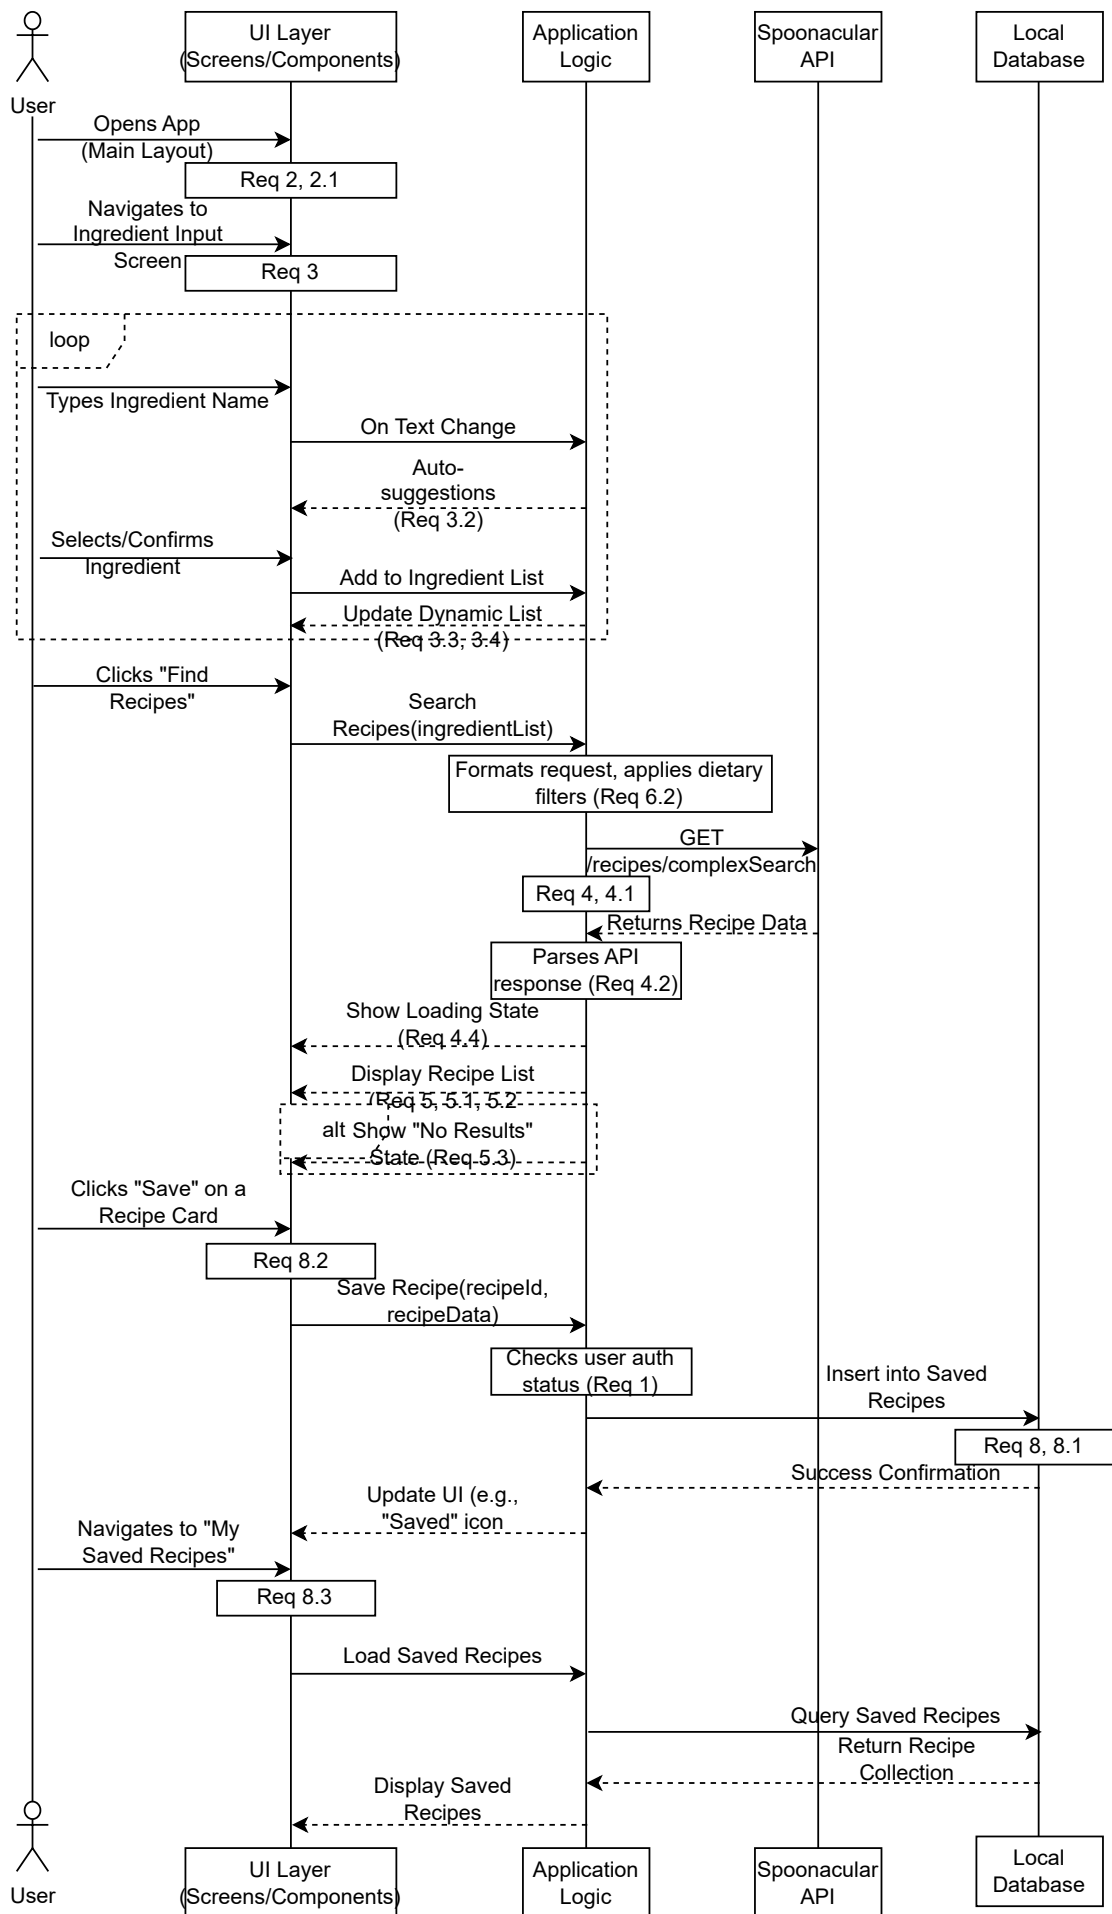 UI Layer
(Screens/Components)
Application
Logic
Spoonacular
API
Local
Database
User
Opens App
(Main Layout)
Req 2, 2.1
Navigates to
Ingredient Input
Screen
Req 3
loop
Types Ingredient Name
On Text Change
Auto-
suggestions
(Req 3.2)
Selects/Confirms
Ingredient
Add to Ingredient List
Update Dynamic List
(Req 3.3, 3.4)
Clicks "Find
Recipes"
Search
Recipes(ingredientList)
Formats request, applies dietary
filters (Req 6.2)
GET
/recipes/complexSearch
Req 4, 4.1
Returns Recipe Data
Parses API
response (Req 4.2)
Show Loading State
(Req 4.4)
Display Recipe List
(Req 5, 5.1, 5.2
alt
Show "No Results"
State (Req 5.3)
Clicks "Save" on a
Recipe Card
Req 8.2
Save Recipe(recipeId,
recipeData)
Checks user auth
status (Req 1)
Insert into Saved
Recipes
Req 8, 8.1
Success Confirmation
Update UI (e.g.,
"Saved" icon
Navigates to "My
Saved Recipes"
Req 8.3
Load Saved Recipes
Query Saved Recipes
Return Recipe
Collection
Display Saved
Recipes
User
UI Layer
(Screens/Components)
Application
Logic
Spoonacular
API
Local
Database